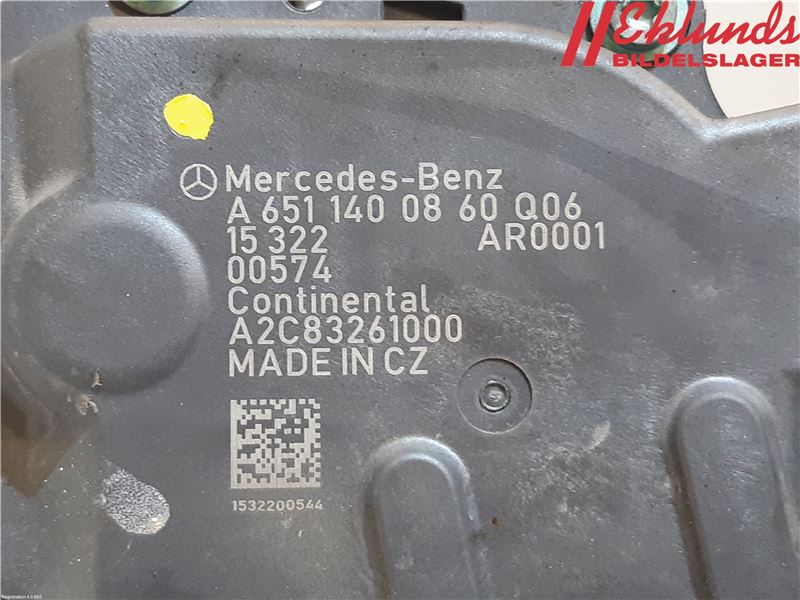 Eklunds
BILDELSLAGER
Mercedes-Benz
A 651 140 08 60 Q06
15 322 AR0001
00574
Continental
A2C83261000
MADE IN CZ
1532200544